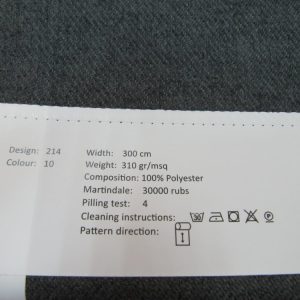 Design: 214
Colour: 10
Width: 300 cm
Weight: 310 gr/msq
Composition: 100% Polyester
Martindale: 30000 rubs
Pilling test: 4
Cleaning instructions:
Pattern direction: